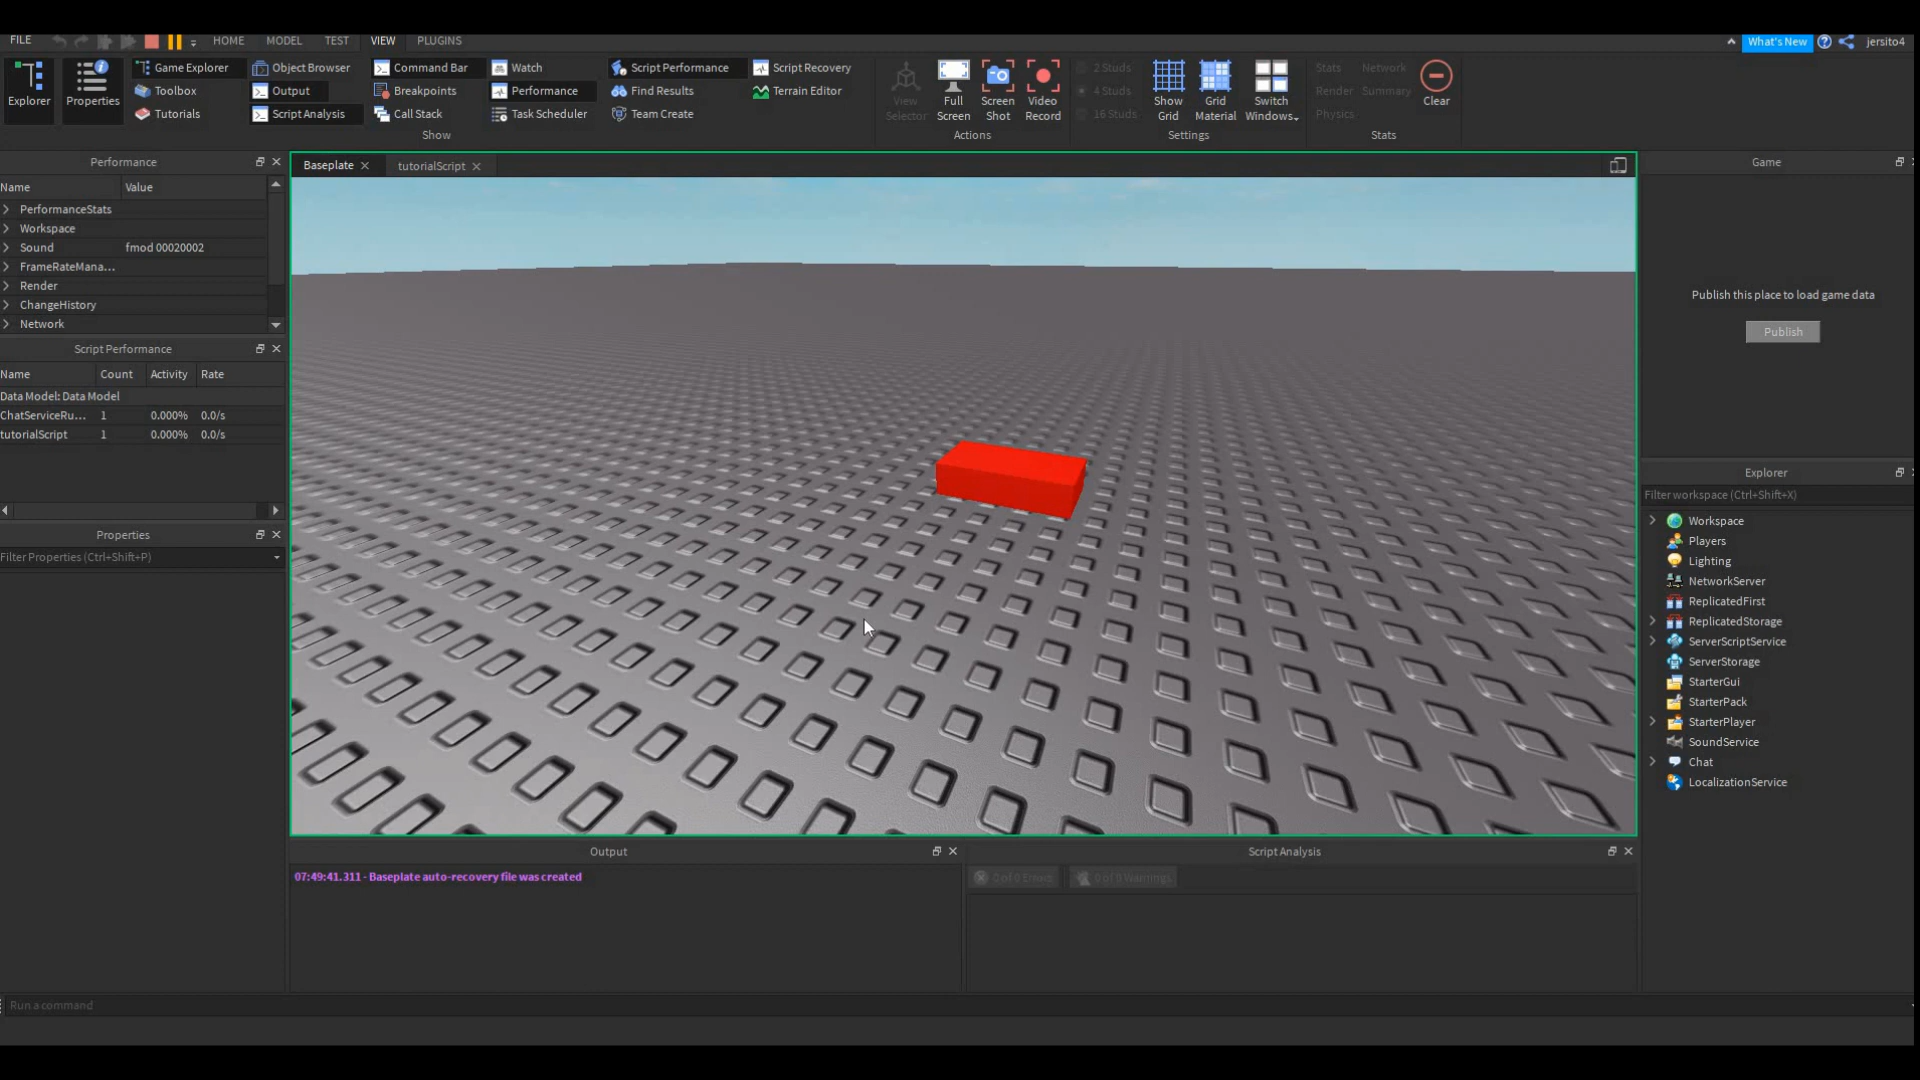 FILE HOME MODEL TEST VIEW PLUGINS What's New jersito4
Explorer
Properties
Game Explorer
Toolbox
Tutorials
Object Browser
Output
Script Analysis
Command Bar
Breakpoints
Call Stack
Watch
Performance
Task Scheduler
Script Performance
Find Results
Team Create
Script Recovery
Terrain Editor
Show
View
Selector
Full
Screen
Screen
Shot
Video
Record
Actions
2 Studs
4 Studs
16 Studs
Show
Grid
Grid
Material
Switch
Windows
Settings
Stats Network
Render Summary
Physics
Clear
Stats
Performance
Name Value
PerformanceStats
Workspace
Sound fmod 00020002
FrameRateMana...
Render
ChangeHistory
Network
Script Performance
Name Count Activity Rate
Data Model: Data Model
ChatServiceRu... 1 0.000% 0.0/s
tutorialScript 1 0.000% 0.0/s
Properties
Filter Properties (Ctrl+Shift+P)
Baseplate tutorialScript
Output
07:49:41.311 - Baseplate auto-recovery file was created
Script Analysis
0 of 0 Errors 0 of 0 Warnings
Game
Publish this place to load game data
Publish
Explorer
Filter workspace (Ctrl+Shift+X)
Workspace
Players
Lighting
NetworkServer
ReplicatedFirst
ReplicatedStorage
ServerScriptService
ServerStorage
StarterGui
StarterPack
StarterPlayer
SoundService
Chat
LocalizationService
Run a command